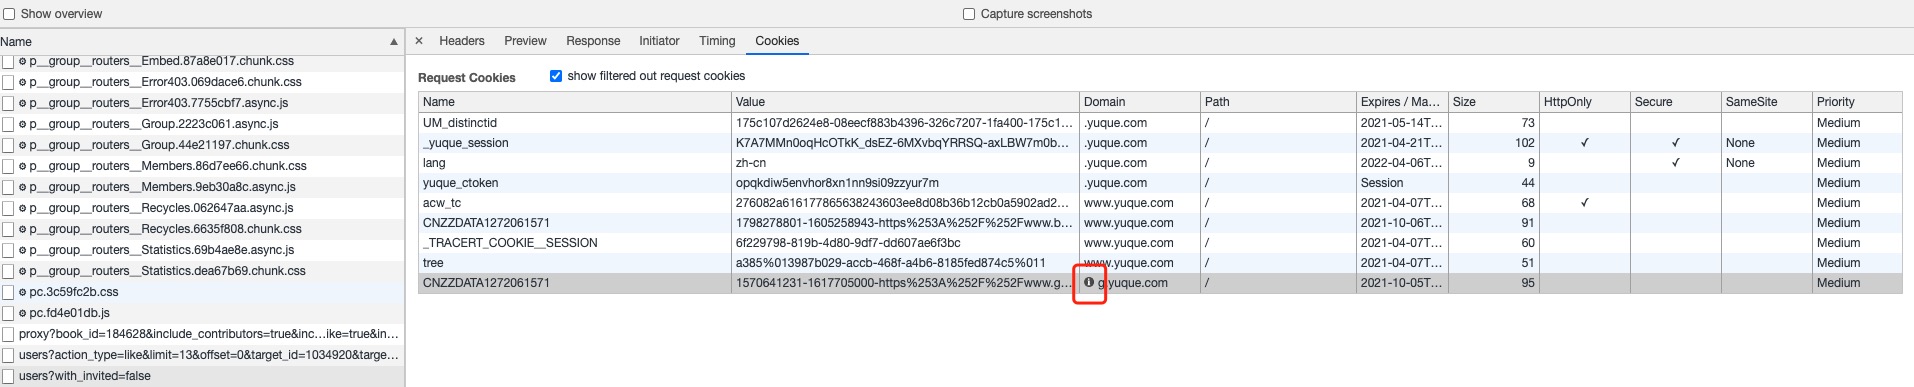 Show overview
Capture screenshots
Name
p__group__routers__Embed.87a8e017.chunk.css
p__group__routers__Error403.069dace6.chunk.css
p__group__routers__Error403.7755cbf7.async.js
p__group__routers__Group.2223c061.async.js
p__group__routers__Group.44e21197.chunk.css
p__group__routers__Members.86d7ee66.chunk.css
p__group__routers__Members.9eb30a8c.async.js
p__group__routers__Recycles.062647aa.async.js
p__group__routers__Recycles.6635f808.chunk.css
p__group__routers__Statistics.69b4ae8e.async.js
p__group__routers__Statistics.dea67b69.chunk.css
pc.3c59fc2b.css
pc.fd4e01db.js
proxy?book_id=184628&include_contributors=true&inc…ike=true&in…
users?action_type=like&limit=13&offset=0&target_id=1034920&targe…
users?with_invited=false
× Headers Preview Response Initiator Timing Cookies
Request Cookies show filtered out request cookies
Name Value Domain Path Expires / Ma… Size HttpOnly Secure SameSite Priority
UM_distinctid 175c107d2624e8-08eecf883b4396-326c7207-1fa400-175c1… .yuque.com / 2021-05-14T… 73 Medium
_yuque_session K7A7MMn0oqHcOTkK_dsEZ-6MXvbqYRRSQ-axLBW7m0b… .yuque.com / 2021-04-21T… 102 ✓ ✓ None Medium
lang zh-cn .yuque.com / 2022-04-06T… 9 ✓ None Medium
yuque_ctoken opqkdiw5envhor8xn1nn9si09zzyur7m .yuque.com / Session 44 Medium
acw_tc 276082a616177865638243603ee8d08b36b12cb0a5902ad2… www.yuque.com / 2021-04-07T… 68 ✓ Medium
CNZZDATA1272061571 1798278801-1605258943-https%253A%252F%252Fwww.b… www.yuque.com / 2021-10-06T… 91 Medium
_TRACERT_COOKIE__SESSION 6f229798-819b-4d80-9df7-dd607ae6f3bc www.yuque.com / 2021-04-07T… 60 Medium
tree a385%013987b029-accb-468f-a4b6-8185fed874c5%011 www.yuque.com / 2021-04-07T… 51 Medium
CNZZDATA1272061571 1570641231-1617705000-https%253A%252F%252Fwww.g… g.yuque.com / 2021-10-05T… 95 Medium